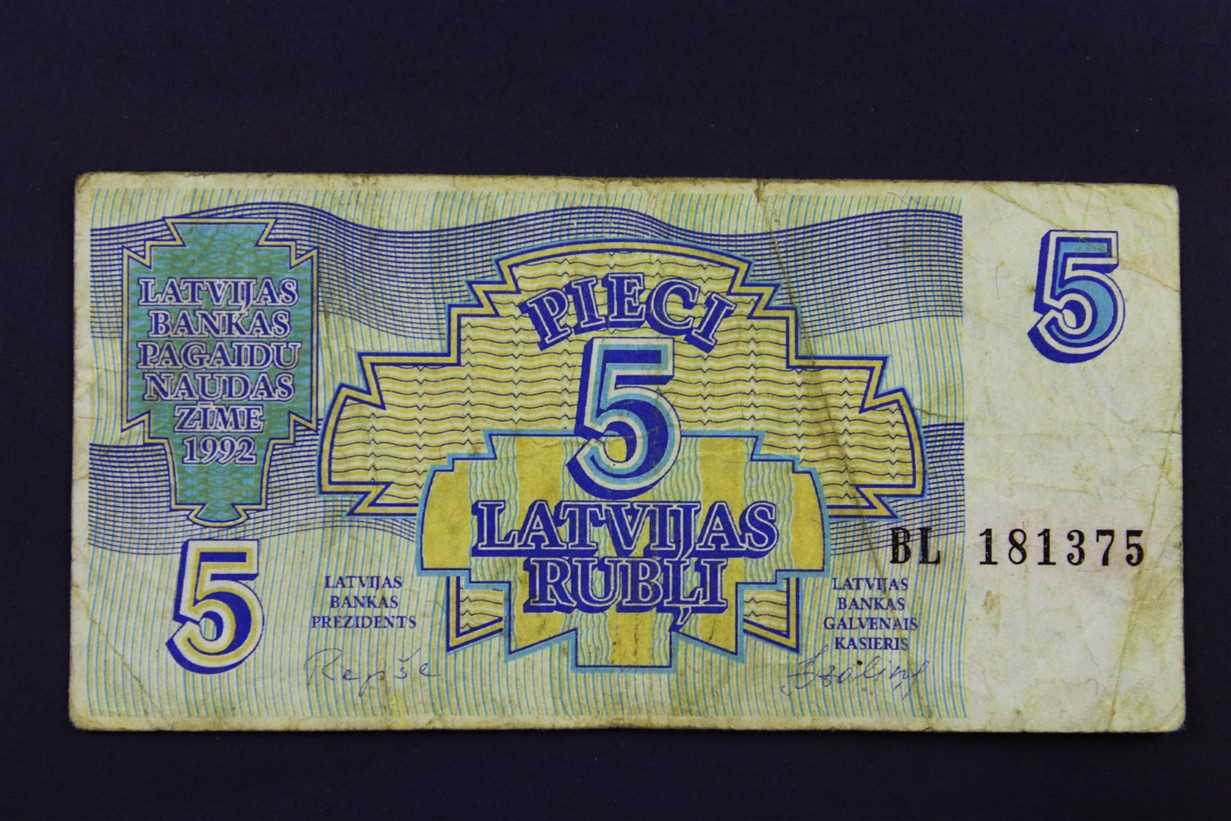 LATVIJAS
BANKAS
PAGAIDU
NAUDAS
ZĪME
1992
PIECI
5
LATVIJAS
RUBĻI
5
BL 181375
5
LATVIJAS
BANKAS
PREZIDENTS
Repše
LATVIJAS
BANKAS
GALVENAIS
KASIERIS